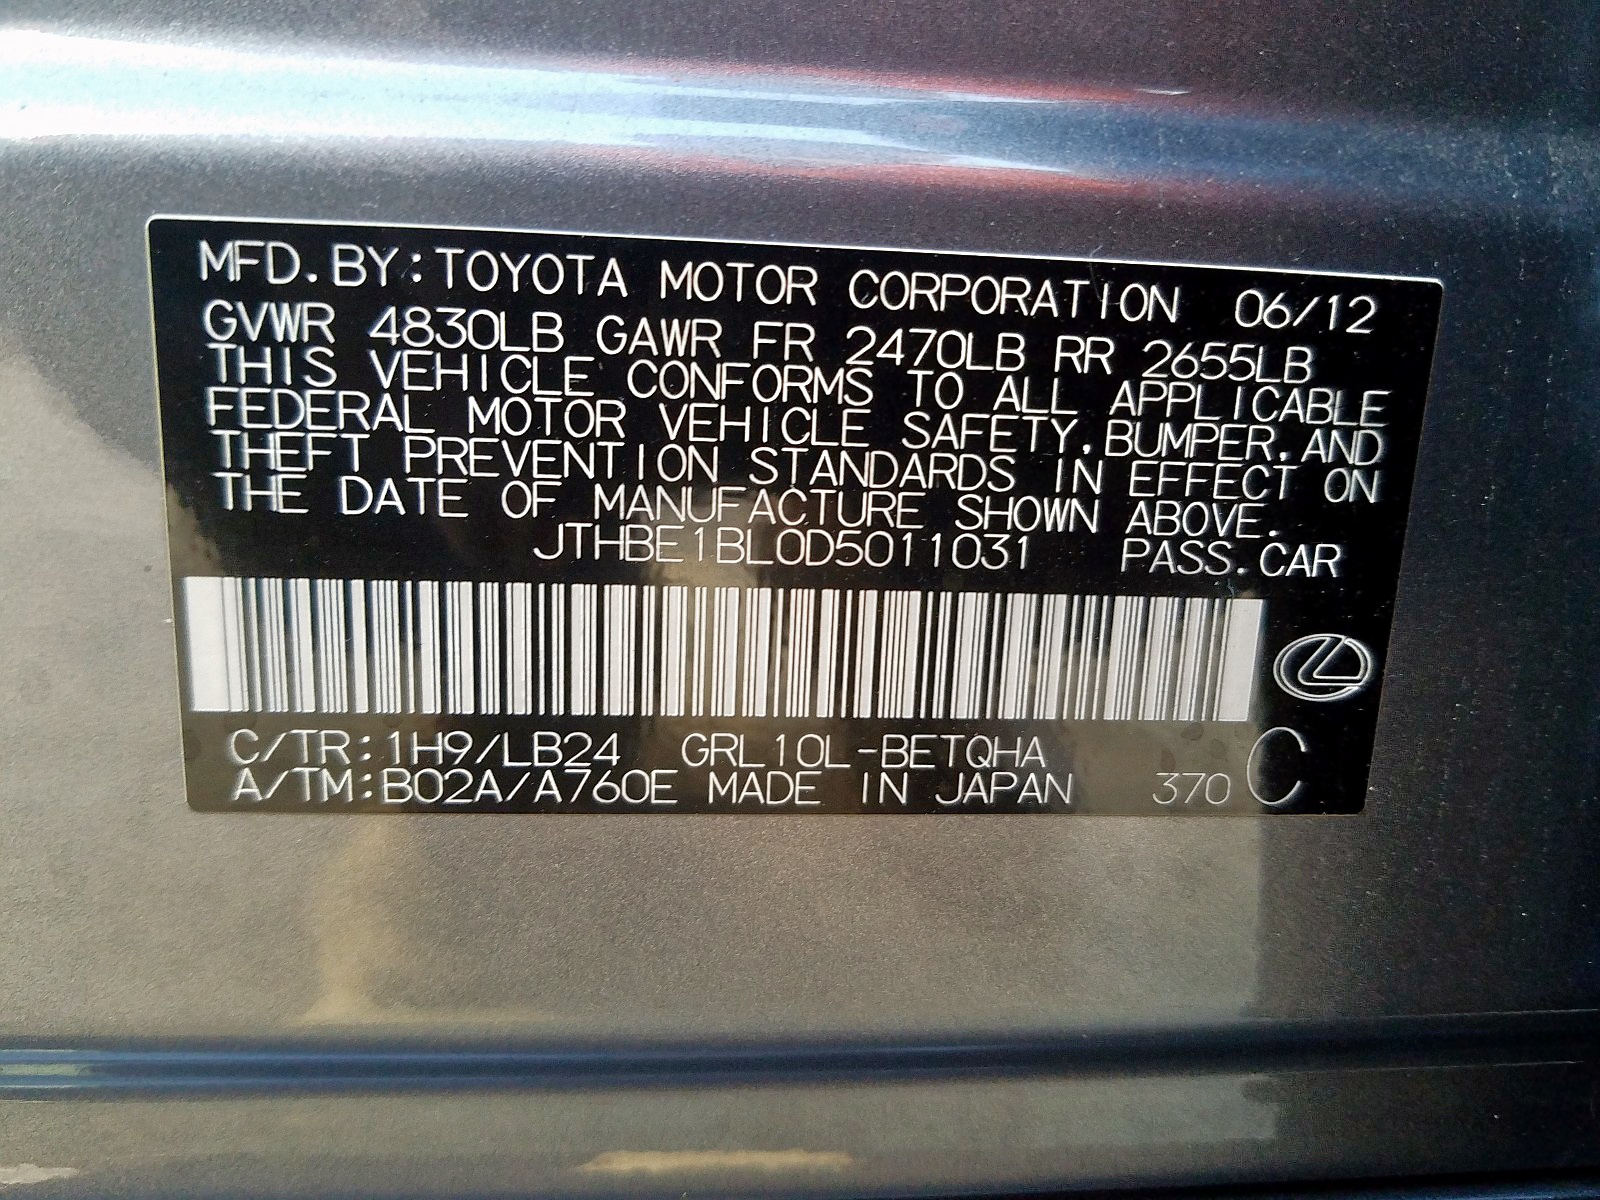 MFD. BY: TOYOTA MOTOR CORPORATION 06/12
GVWR 4830LB GAWR FR 2470LB RR 2655LB
THIS VEHICLE CONFORMS TO ALL APPLICABLE
FEDERAL MOTOR VEHICLE SAFETY, BUMPER, AND
THEFT PREVENTION STANDARDS IN EFFECT ON
THE DATE OF MANUFACTURE SHOWN ABOVE.
JTHBE1BL0D5011031 PASS. CAR
C/TR: 1H9/LB24 GRL10L-BETQHA
A/TM: B02A/A760E MADE IN JAPAN 370 C